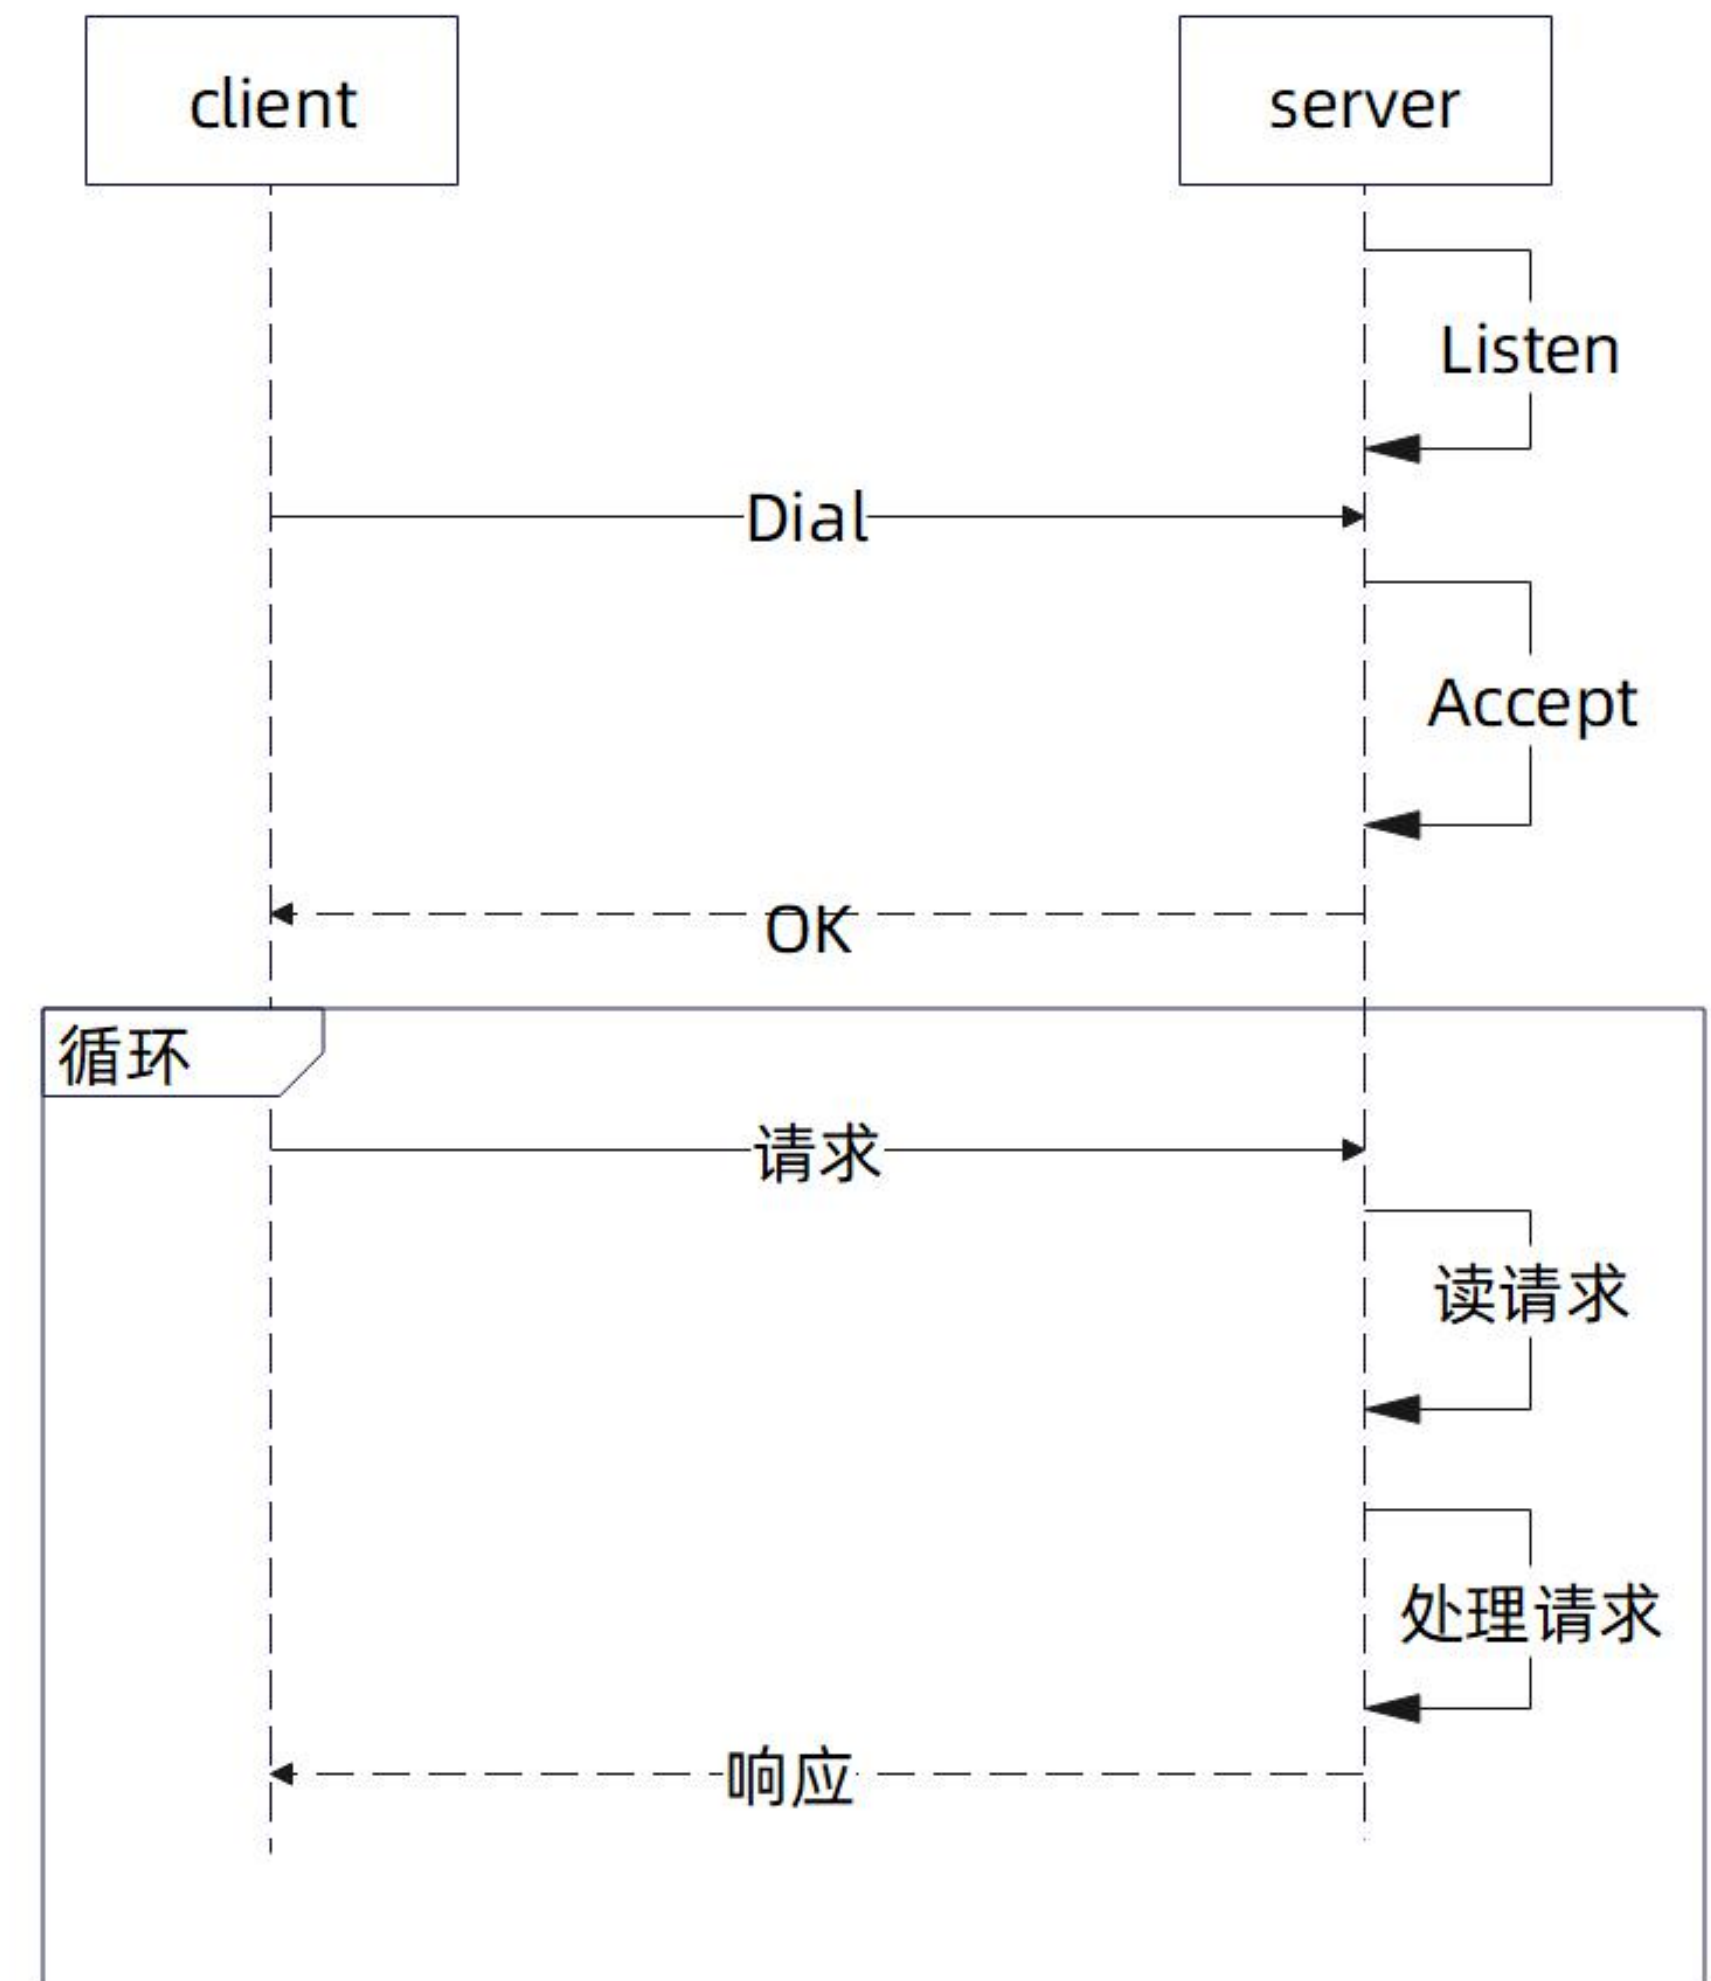 client
server
Listen
Dial
Accept
OK
循环
请求
读请求
处理请求
响应